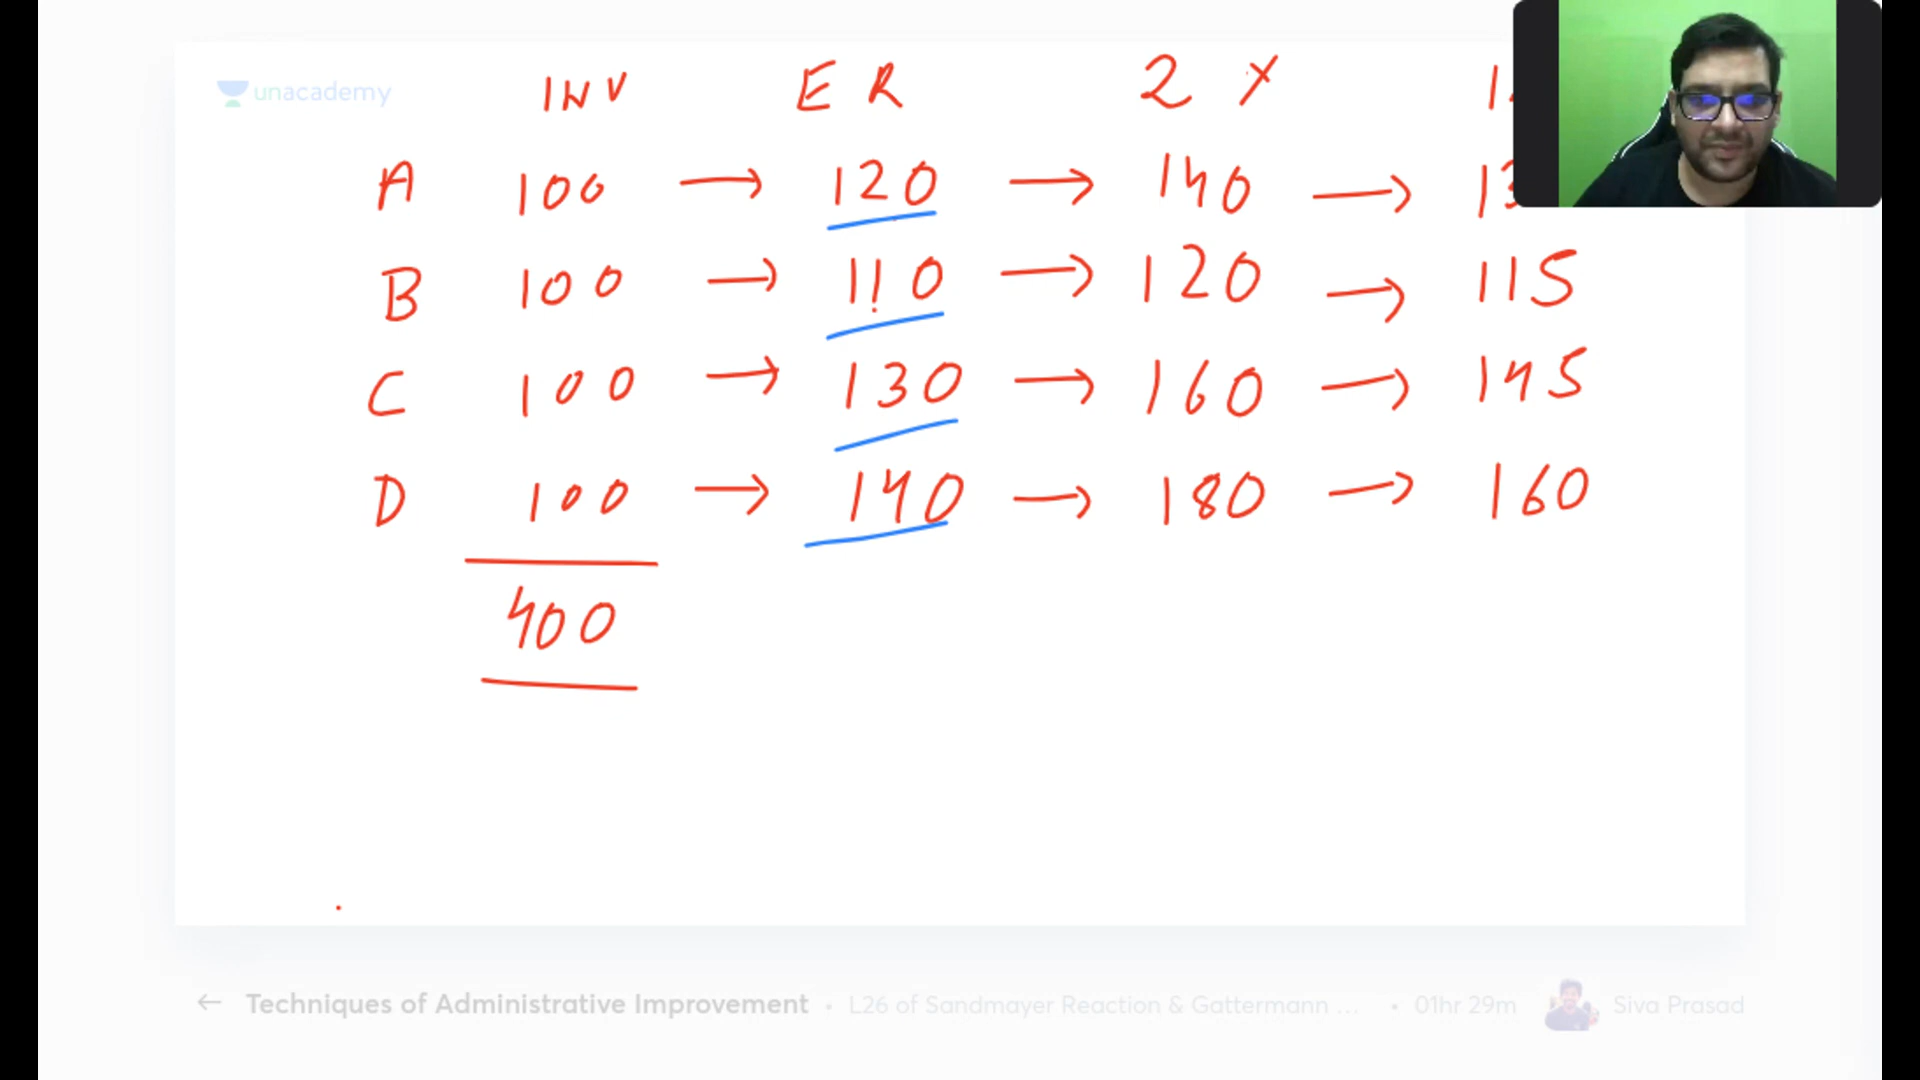 unacademy
INV ER 2X
A 100 → 120 → 140 →
B 100 → 110 → 120 → 115
C 100 → 130 → 160 → 145
D 100 → 140 → 180 → 160
400
← Techniques of Administrative Improvement • L26 of Sandmayer Reaction & Gattermann ... • 01hr 29m Siva Prasad